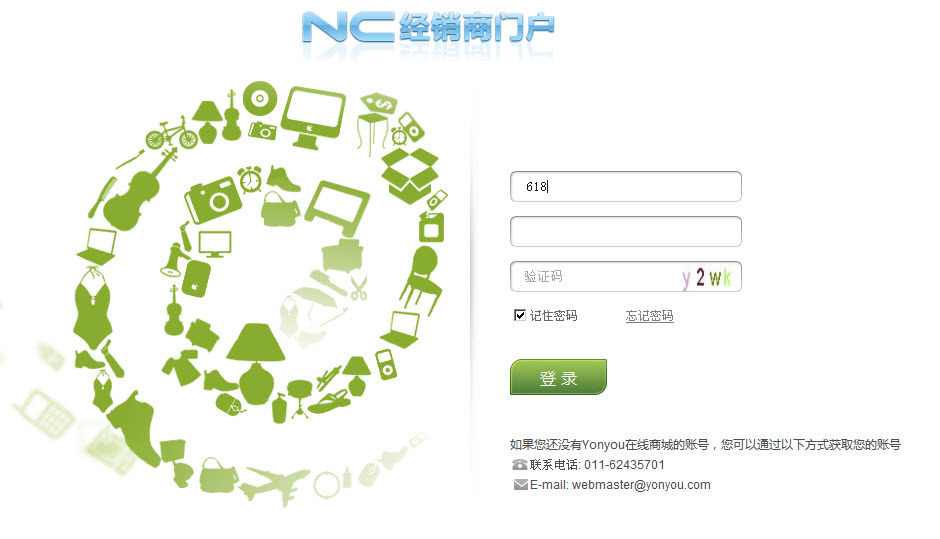 NC经销商门户
618
验证码
y2wk
记住密码 忘记密码
登 录
如果您还没有Yonyou在线商城的账号，您可以通过以下方式获取您的账号
联系电话: 011-62435701
E-mail: webmaster@yonyou.com